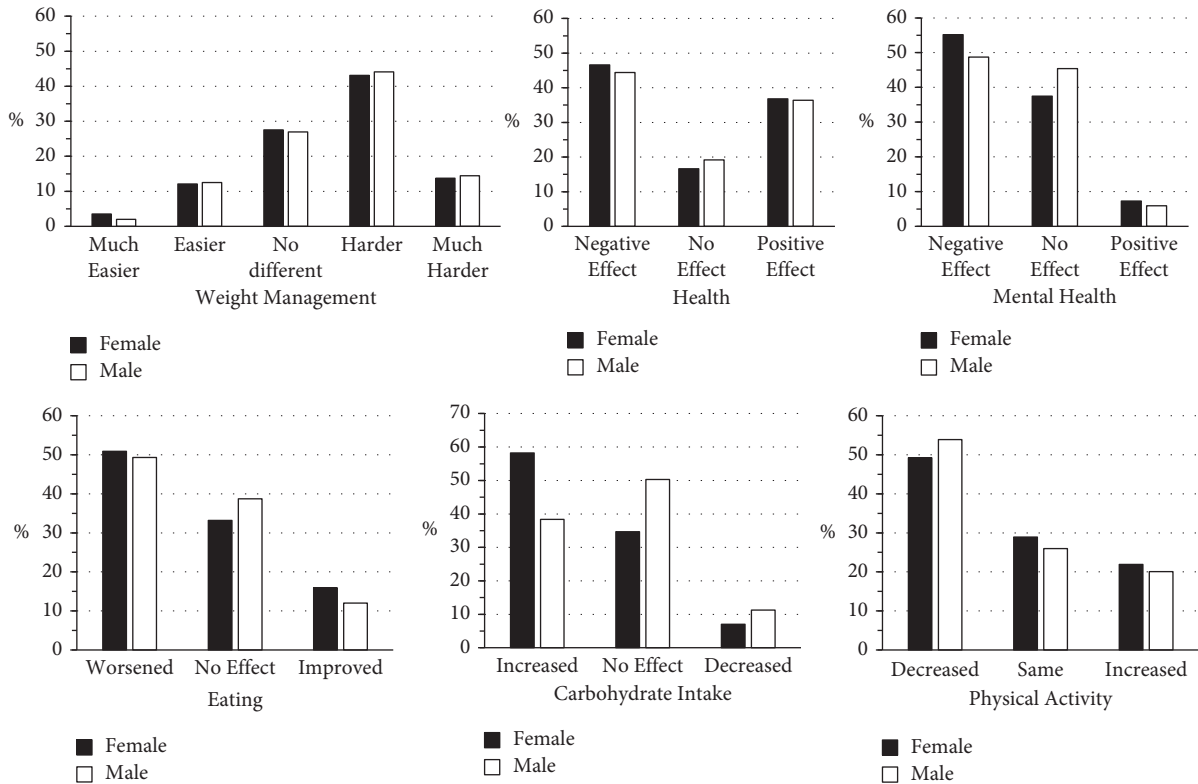 60
50
40
%
30
20
10
0
Much
Easier
Easier
No
different
Harder
Much
Harder
Weight Management
Female
Male
60
50
40
%
30
20
10
0
Negative
Effect
No
Effect
Positive
Effect
Health
Female
Male
60
50
40
%
30
20
10
0
Negative
Effect
No
Effect
Positive
Effect
Mental Health
Female
Male
60
50
40
%
30
20
10
0
Worsened No Effect Improved
Eating
Female
Male
70
60
50
40
%
30
20
10
0
Increased No Effect Decreased
Carbohydrate Intake
Female
Male
60
50
40
%
30
20
10
0
Decreased Same Increased
Physical Activity
Female
Male